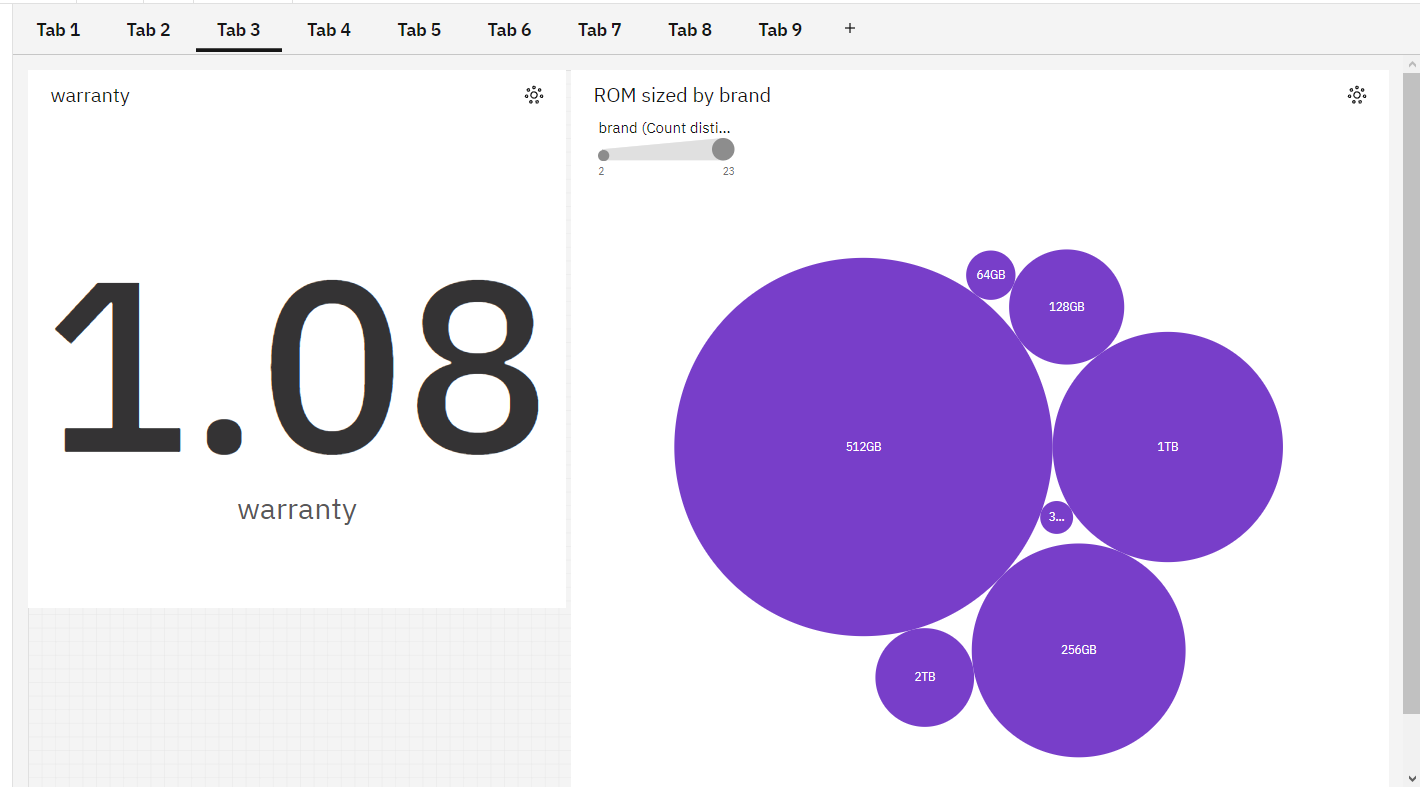 Tab 1 Tab 2 Tab 3 Tab 4 Tab 5 Tab 6 Tab 7 Tab 8 Tab 9 +
warranty
1.08
warranty
ROM sized by brand
brand (Count disti...
2 23
64GB
128GB
512GB
1TB
3...
256GB
2TB